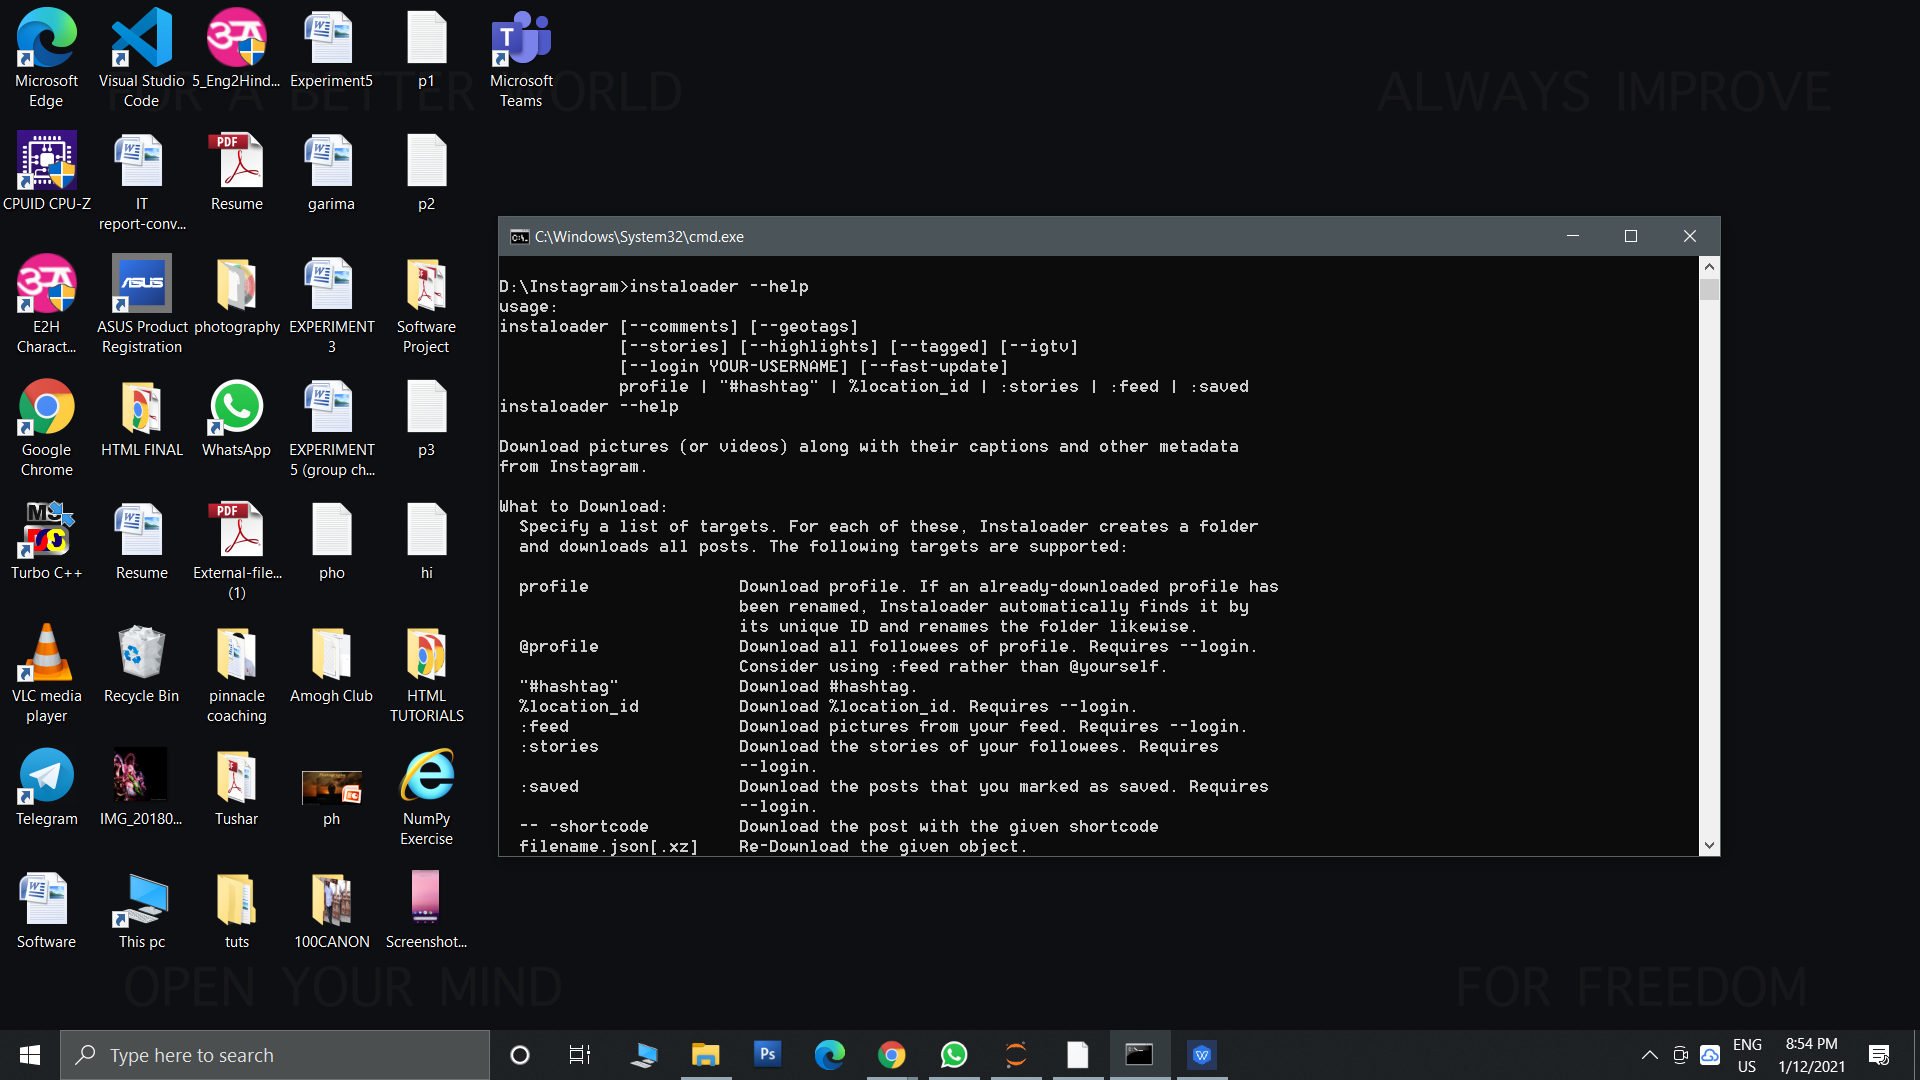 Microsoft
Edge
Visual Studio
Code
5_Eng2Hind...
Experiment5
p1
Microsoft
Teams
FOR A BETTER WORLD
ALWAYS IMPROVE
CPUID CPU-Z
IT
report-conv...
PDF
Resume
garima
p2
E2H
Charact...
ASUS
ASUS Product
Registration
photography
EXPERIMENT
3
Software
Project
Google
Chrome
HTML FINAL
WhatsApp
EXPERIMENT
5 (group ch...
p3
Turbo C++
Resume
PDF
External-file...
(1)
pho
hi
VLC media
player
Recycle Bin
pinnacle
coaching
Amogh Club
HTML
TUTORIALS
Telegram
IMG_20180...
Tushar
ph
NumPy
Exercise
Software
This pc
tuts
100CANON
Screenshot...
OPEN YOUR MIND
FOR FREEDOM
C:\Windows\System32\cmd.exe
D:\Instagram>instaloader --help
usage:
instaloader [--comments] [--geotags]
[--stories] [--highlights] [--tagged] [--igtv]
[--login YOUR-USERNAME] [--fast-update]
profile | "#hashtag" | %location_id | :stories | :feed | :saved
instaloader --help
Download pictures (or videos) along with their captions and other metadata
from Instagram.
What to Download:
Specify a list of targets. For each of these, Instaloader creates a folder
and downloads all posts. The following targets are supported:
profile Download profile. If an already-downloaded profile has
been renamed, Instaloader automatically finds it by
its unique ID and renames the folder likewise.
@profile Download all followees of profile. Requires --login.
Consider using :feed rather than @yourself.
"#hashtag" Download #hashtag.
%location_id Download %location_id. Requires --login.
:feed Download pictures from your feed. Requires --login.
:stories Download the stories of your followees. Requires
--login.
:saved Download the posts that you marked as saved. Requires
--login.
-- -shortcode Download the post with the given shortcode
filename.json[.xz] Re-Download the given object.
Type here to search
Ps
ENG
US
8:54 PM
1/12/2021